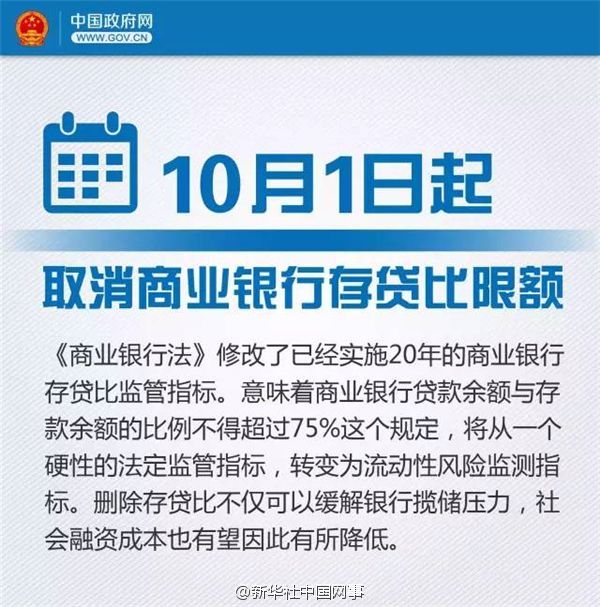 中国政府网
WWW.GOV.CN
10月1日起
取消商业银行存贷比限额
《商业银行法》修改了已经实施20年的商业银行
存贷比监管指标。意味着商业银行贷款余额与存
款余额的比例不得超过75%这个规定，将从一个
硬性的法定监管指标，转变为流动性风险监测指
标。删除存贷比不仅可以缓解银行揽储压力，社
会融资成本也有望因此有所降低。
@新华社中国网事